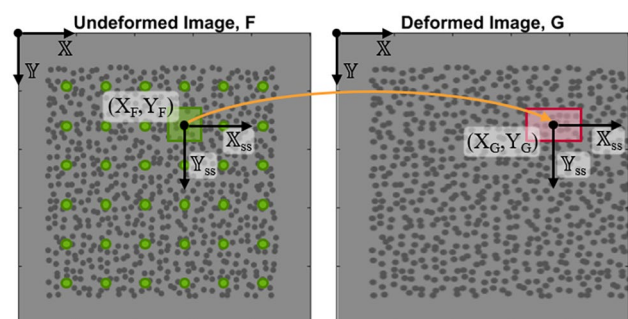 Undeformed Image, F
𝕏
𝕐
(X_F,Y_F)
𝕏_ss
𝕐_ss
Deformed Image, G
𝕏
𝕐
(X_G,Y_G)
𝕏_ss
𝕐_ss